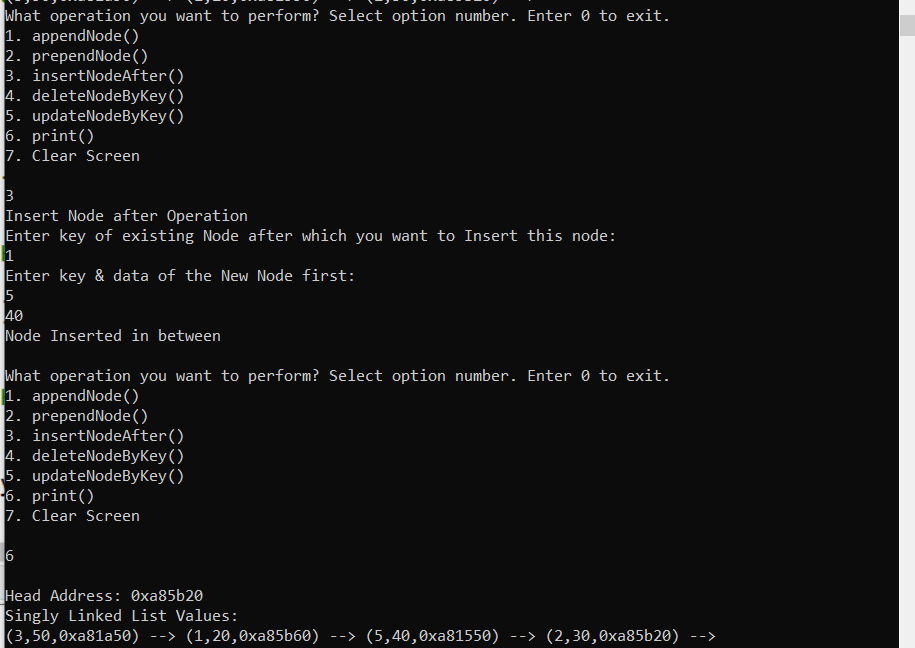 What operation you want to perform? Select option number. Enter 0 to exit.
1. appendNode()
2. prependNode()
3. insertNodeAfter()
4. deleteNodeByKey()
5. updateNodeByKey()
6. print()
7. Clear Screen
3
Insert Node after Operation
Enter key of existing Node after which you want to Insert this node:
1
Enter key & data of the New Node first:
5
40
Node Inserted in between
What operation you want to perform? Select option number. Enter 0 to exit.
1. appendNode()
2. prependNode()
3. insertNodeAfter()
4. deleteNodeByKey()
5. updateNodeByKey()
6. print()
7. Clear Screen
6
Head Address: 0xa85b20
Singly Linked List Values:
(3,50,0xa81a50) --> (1,20,0xa85b60) --> (5,40,0xa81550) --> (2,30,0xa85b20) -->